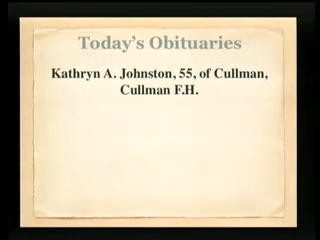 Today's Obituaries
Kathryn A. Johnston, 55, of Cullman,
Cullman F.H.